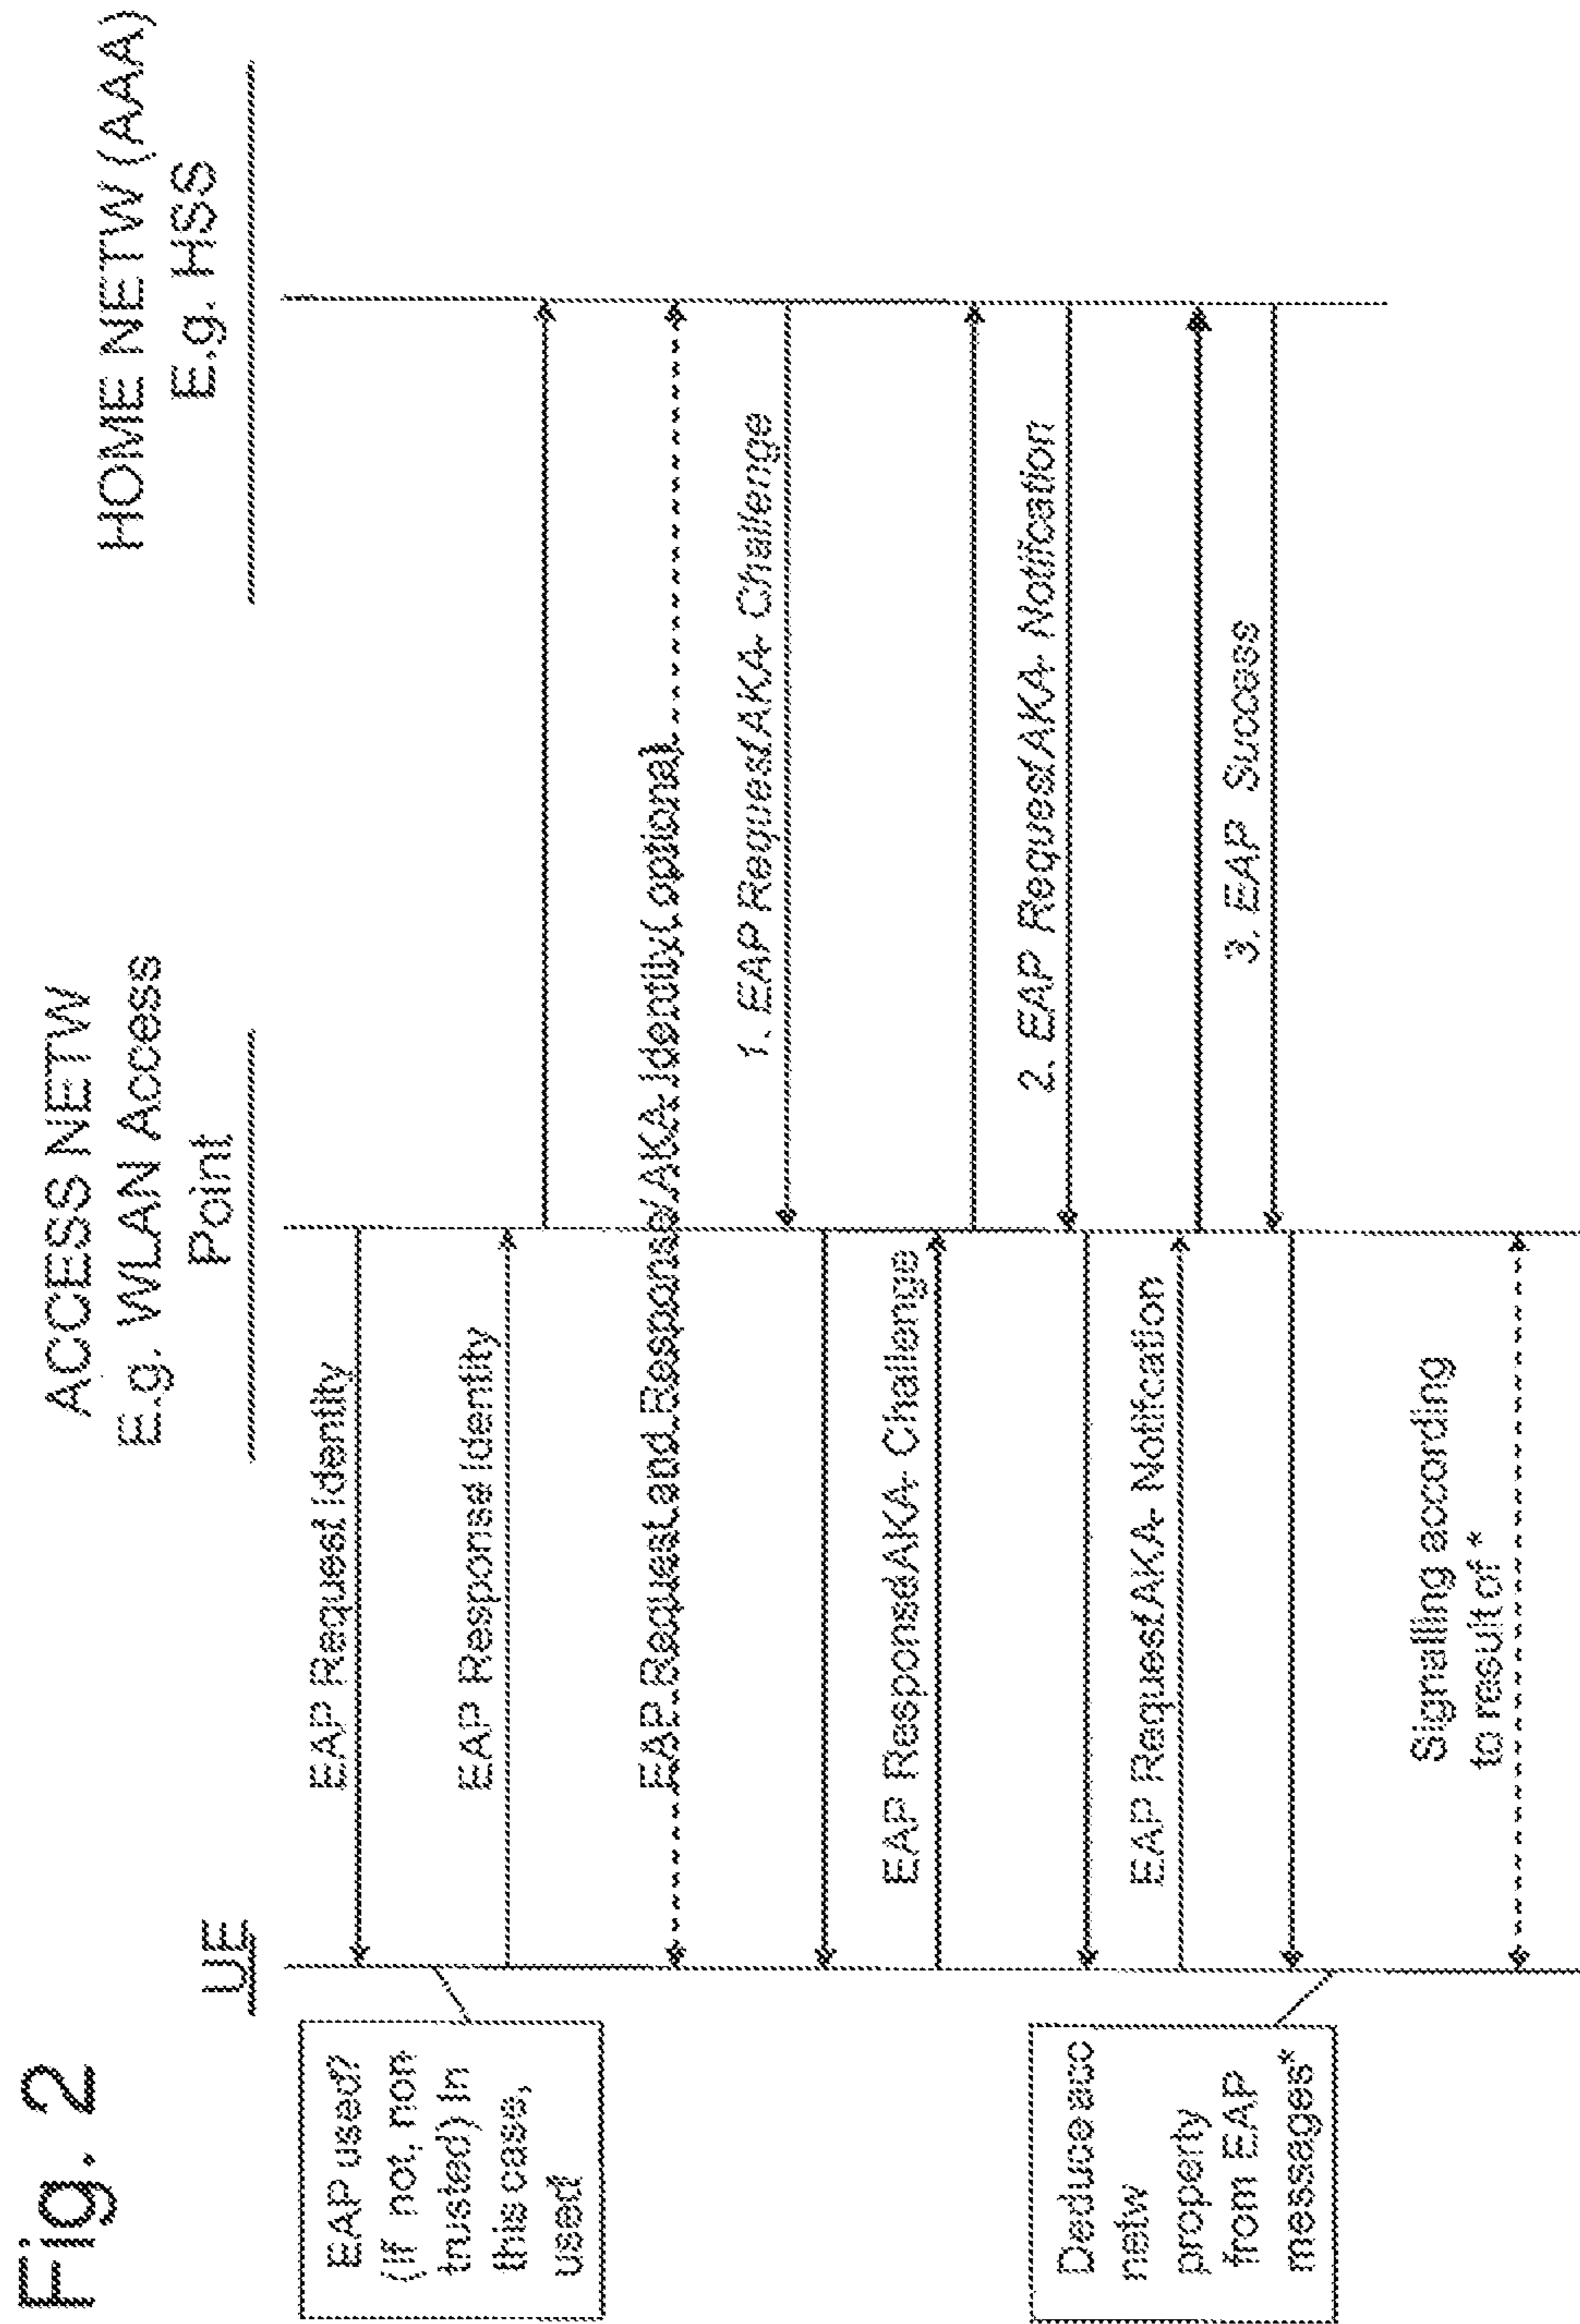 Fig. 2
UE
ACCESS NETW
E.g. WLAN Access
Point
HOME NETW (AAA)
E.g. HSS
EAP used?
(If not, non
trusted) In
this case,
used
EAP Request Identity
EAP Response Identity
EAP Request and Response/AKA-Identity( optional)
1. EAP Request/AKA- Challenge
EAP Response/AKA- Challenge
2. EAP Request/AKA- Notifcation
EAP Request/AKA- Notifcation
3. EAP Success
Deduce acc
netw
property
from EAP
messages*
Signalling according
to result of *